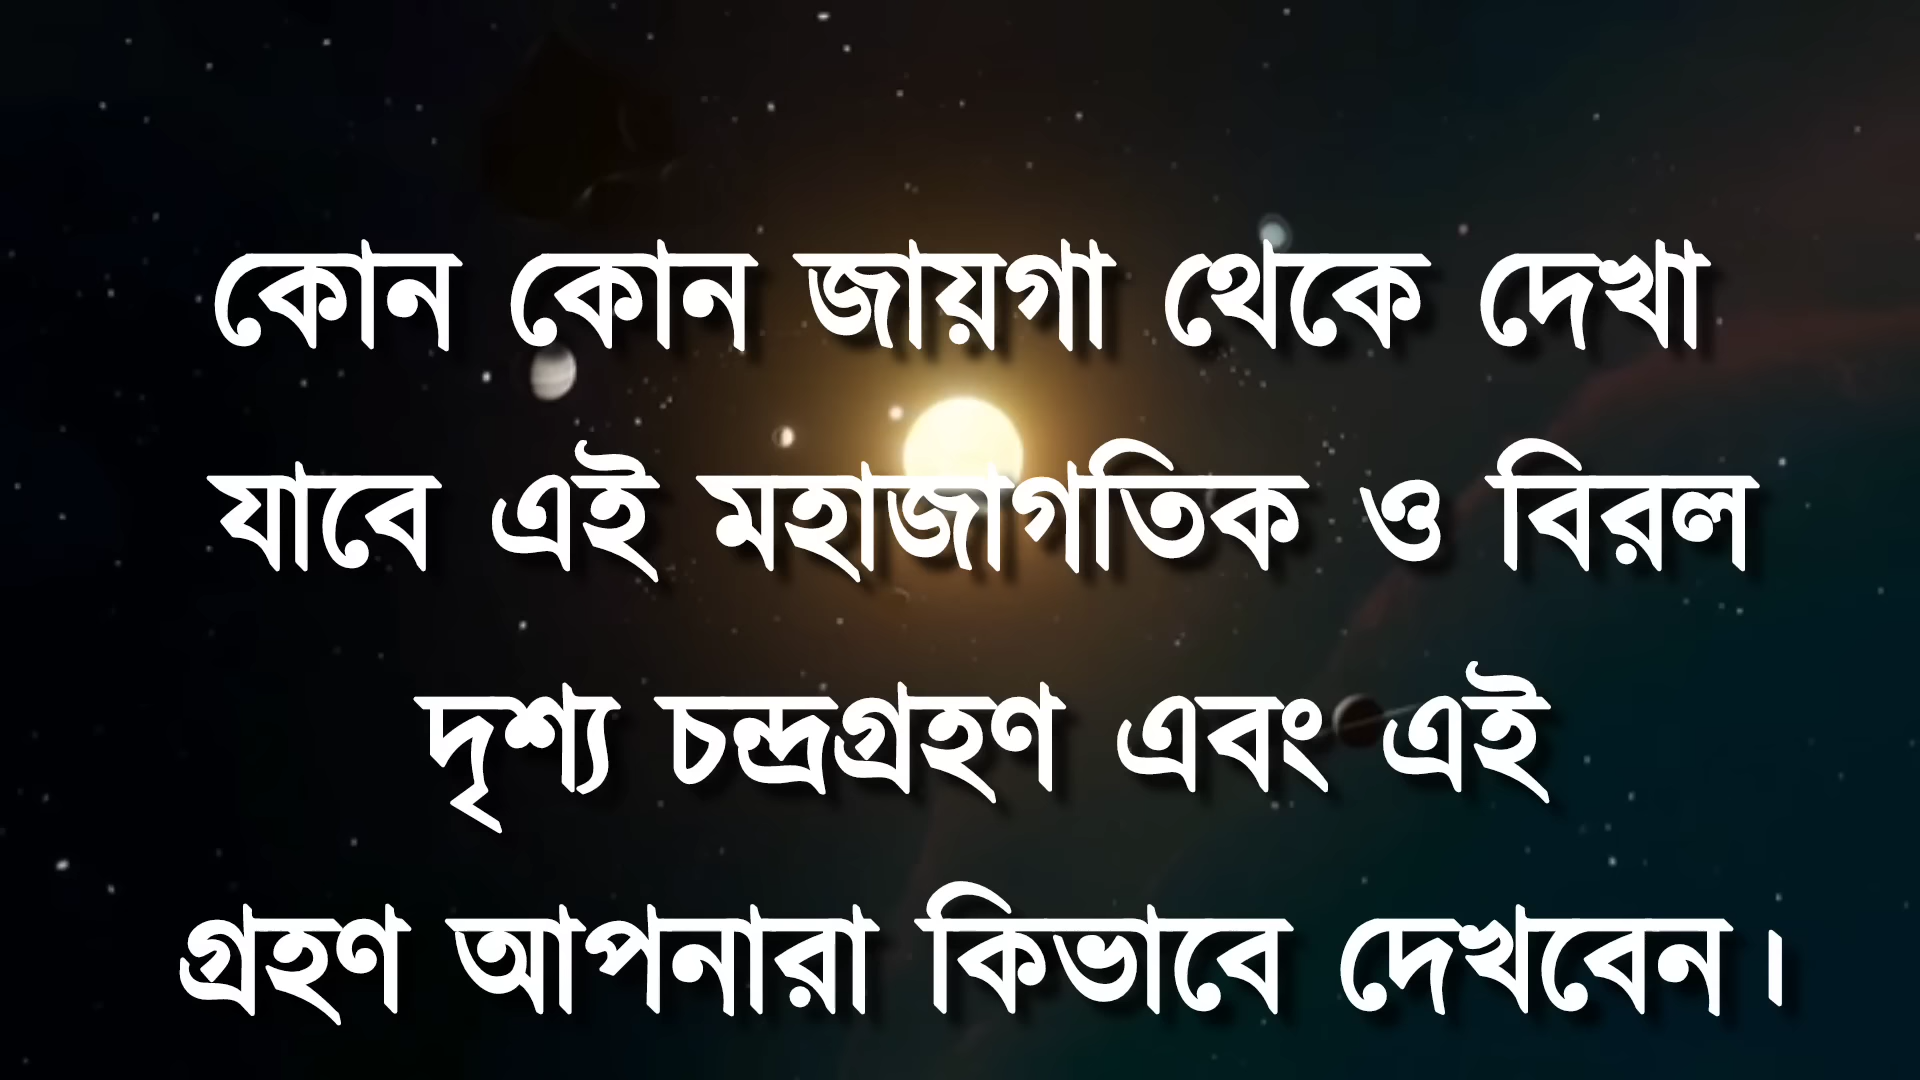 কোন কোন জায়গা থেকে দেখা
যাবে এই মহাজাগতিক ও বিরল
দৃশ্য চন্দ্রগ্রহণ এবং এই
গ্রহণ আপনারা কিভাবে দেখবেন।